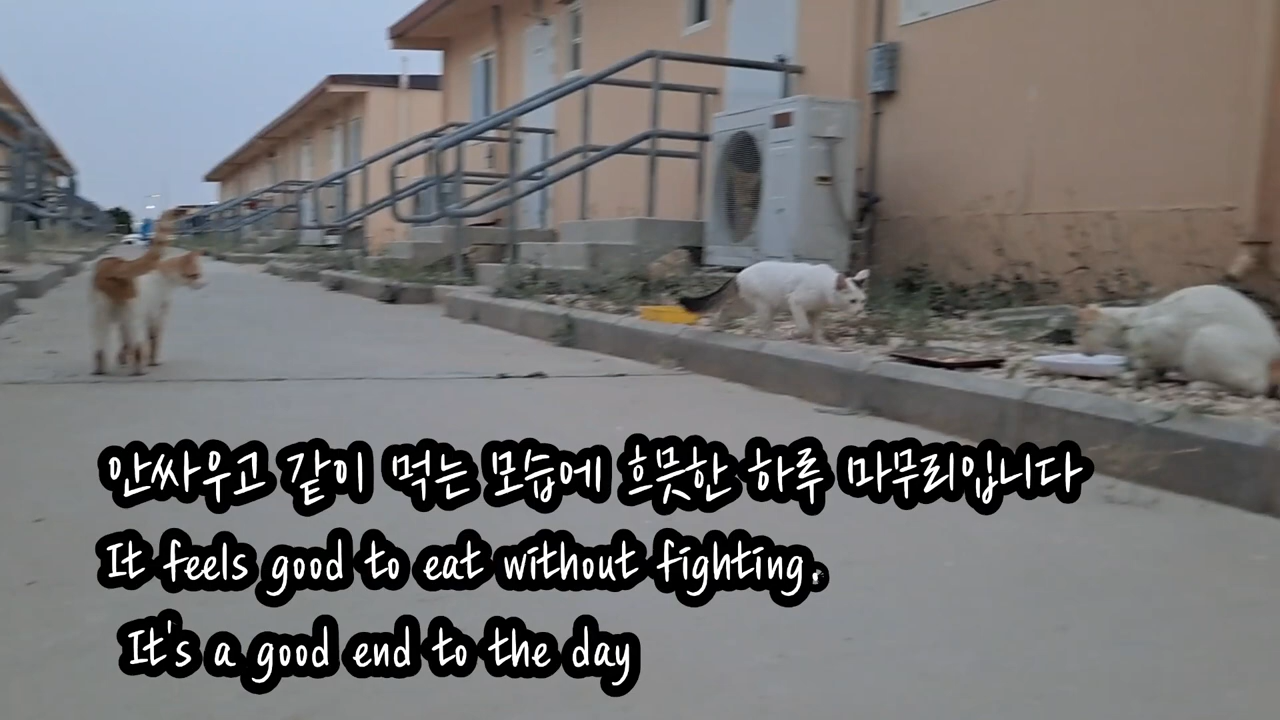 안싸우고 같이 먹는 모습에 흐믓한 하루 마무리입니다
It feels good to eat without fighting.
It's a good end to the day